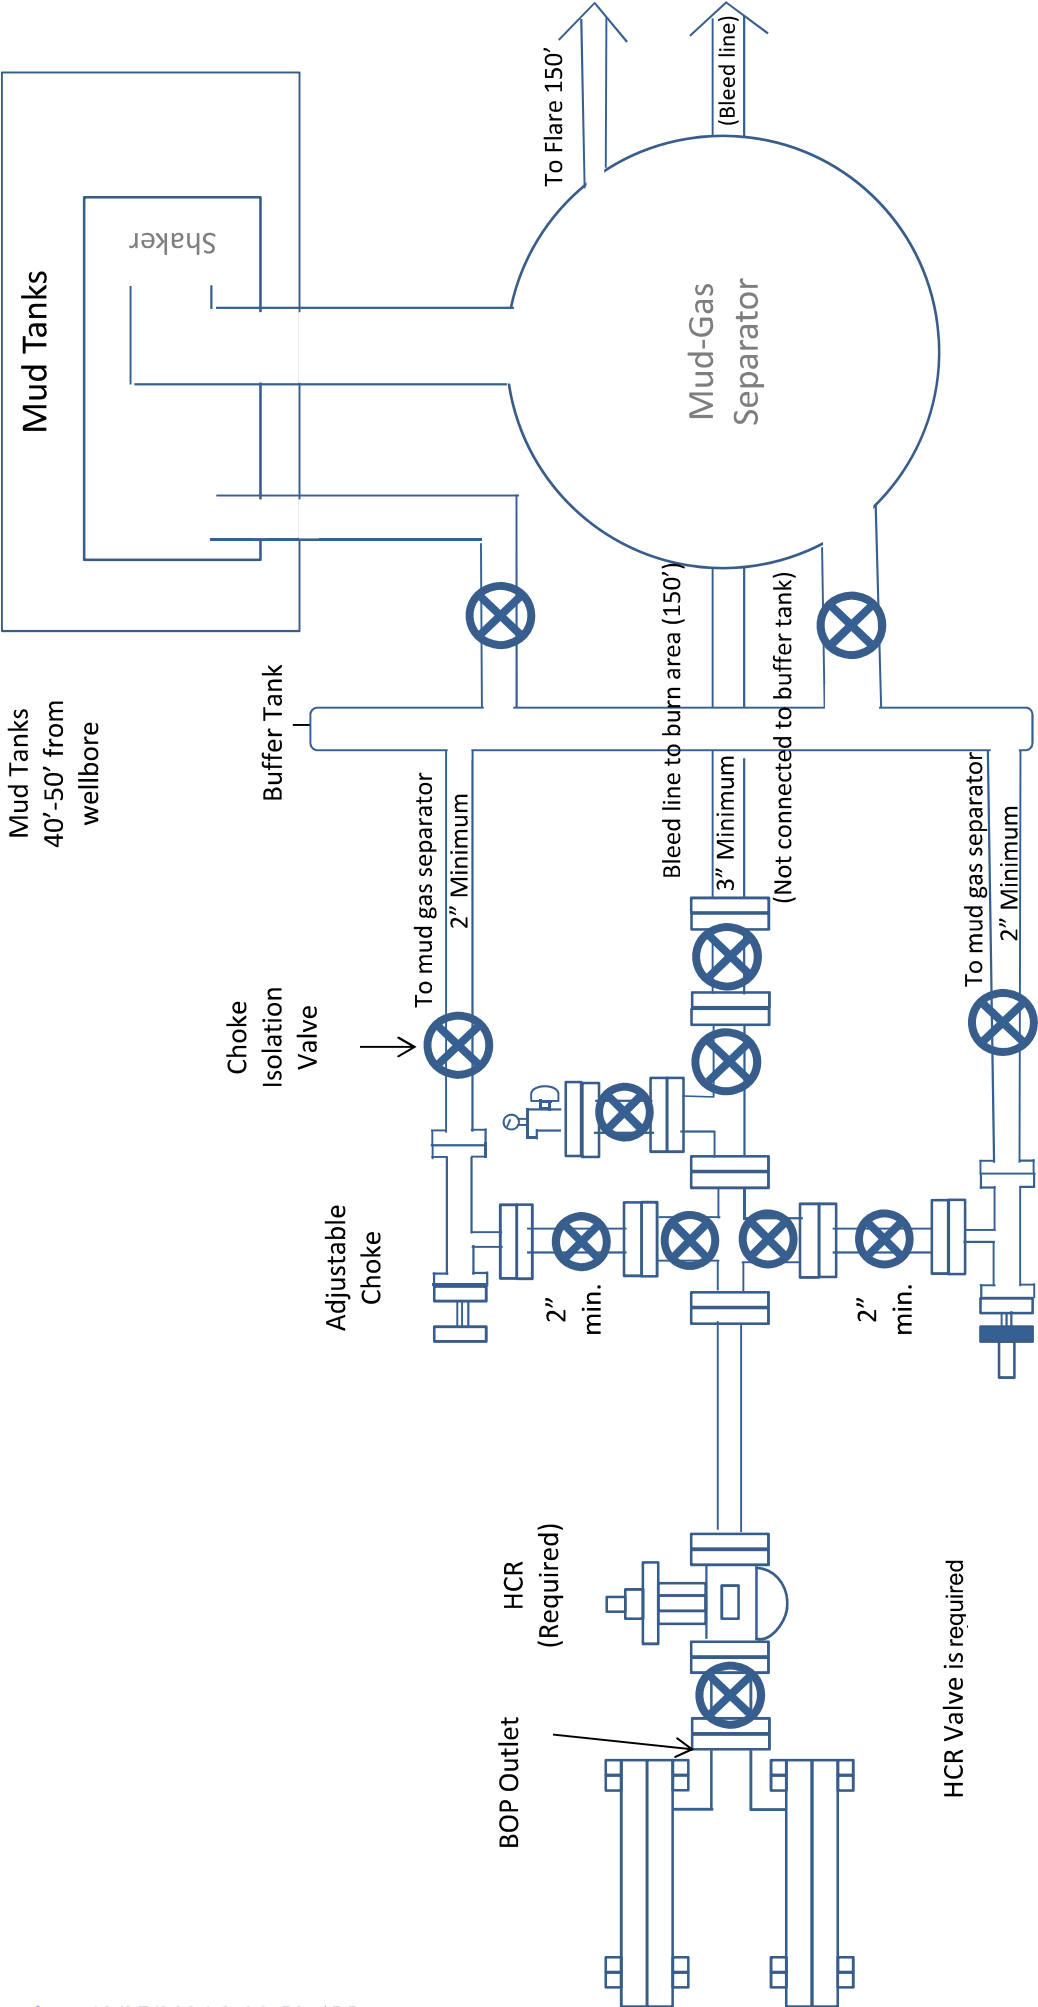 Mud Tanks
Shaker
Mud Tanks
40’-50’ from
wellbore
To Flare 150’
(Bleed line)
Mud-Gas
Separator
Buffer Tank
To mud gas separator
2” Minimum
Bleed line to burn area (150’)
3” Minimum
(Not connected to buffer tank)
To mud gas separator
2” Minimum
Choke
Isolation
Valve
Adjustable
Choke
2”
min.
2”
min.
HCR
(Required)
BOP Outlet
HCR Valve is required